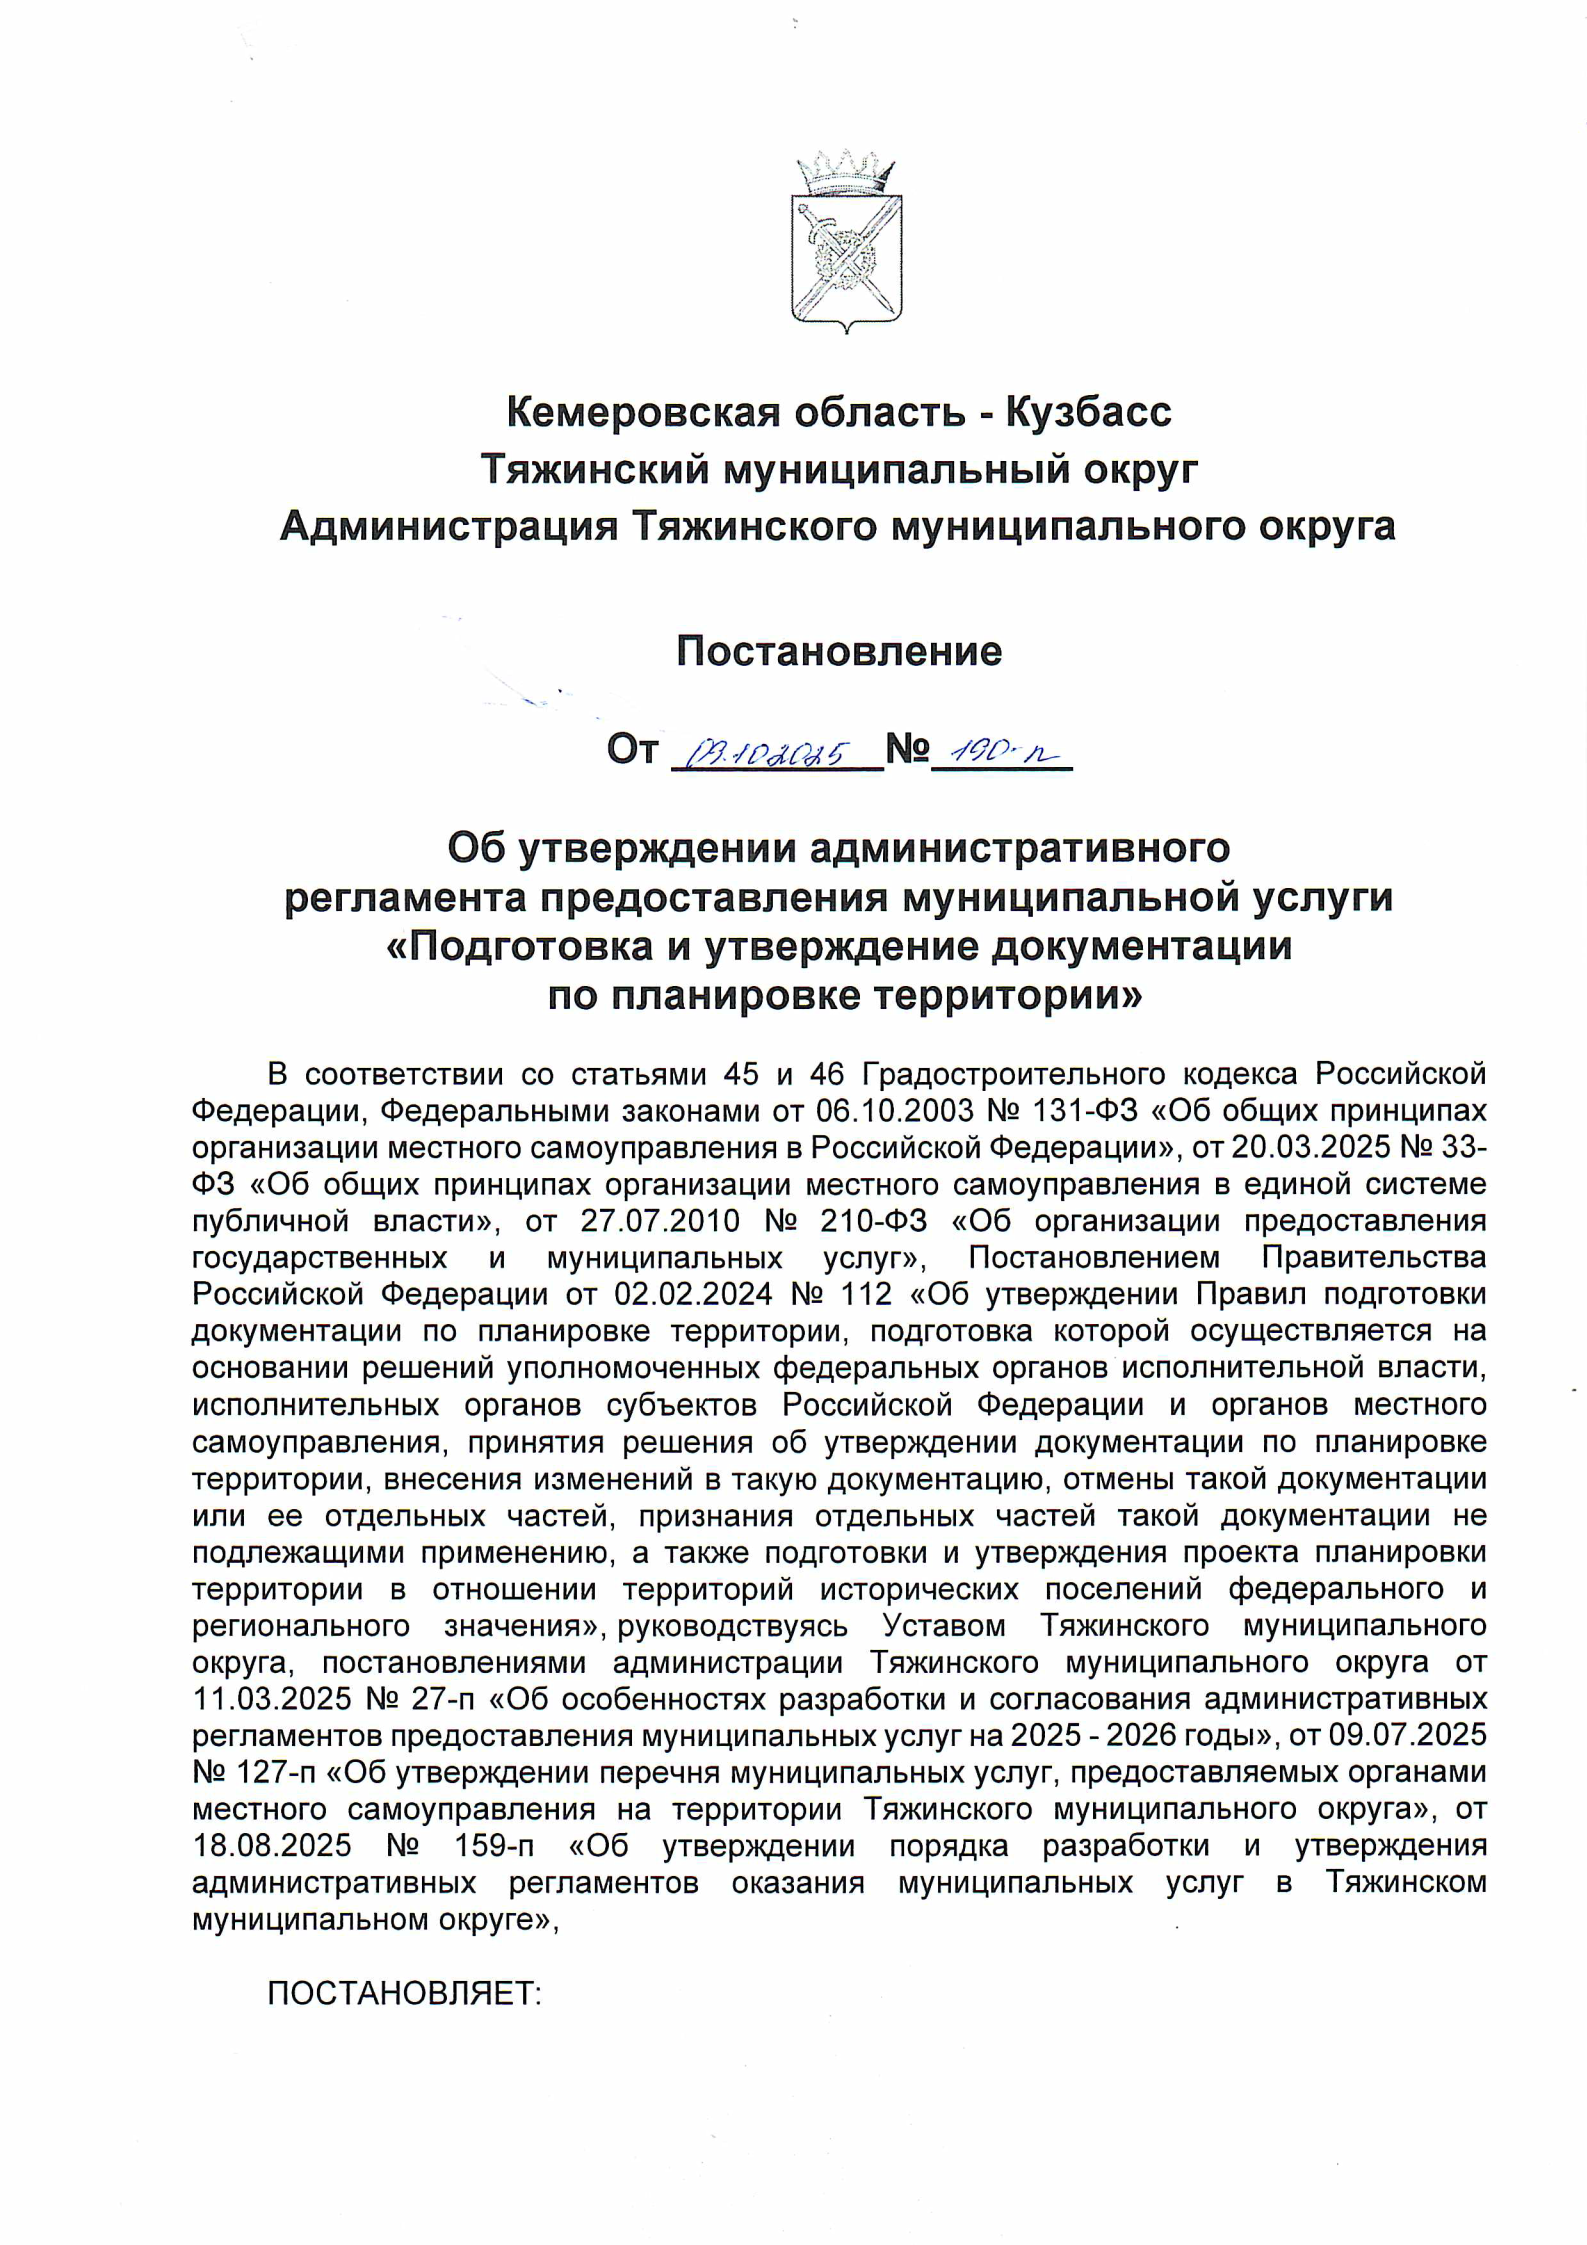 Кемеровская область - Кузбасс
Тяжинский муниципальный округ
Администрация Тяжинского муниципального округа
Постановление
От 09.10.2025 № 190-п
Об утверждении административного
регламента предоставления муниципальной услуги
«Подготовка и утверждение документации
по планировке территории»
В соответствии со статьями 45 и 46 Градостроительного кодекса Российской
Федерации, Федеральными законами от 06.10.2003 № 131-ФЗ «Об общих принципах
организации местного самоуправления в Российской Федерации», от 20.03.2025 № 33-
ФЗ «Об общих принципах организации местного самоуправления в единой системе
публичной власти», от 27.07.2010 № 210-ФЗ «Об организации предоставления
государственных и муниципальных услуг», Постановлением Правительства
Российской Федерации от 02.02.2024 № 112 «Об утверждении Правил подготовки
документации по планировке территории, подготовка которой осуществляется на
основании решений уполномоченных федеральных органов исполнительной власти,
исполнительных органов субъектов Российской Федерации и органов местного
самоуправления, принятия решения об утверждении документации по планировке
территории, внесения изменений в такую документацию, отмены такой документации
или ее отдельных частей, признания отдельных частей такой документации не
подлежащими применению, а также подготовки и утверждения проекта планировки
территории в отношении территорий исторических поселений федерального и
регионального значения», руководствуясь Уставом Тяжинского муниципального
округа, постановлениями администрации Тяжинского муниципального округа от
11.03.2025 № 27-п «Об особенностях разработки и согласования административных
регламентов предоставления муниципальных услуг на 2025 - 2026 годы», от 09.07.2025
№ 127-п «Об утверждении перечня муниципальных услуг, предоставляемых органами
местного самоуправления на территории Тяжинского муниципального округа», от
18.08.2025 № 159-п «Об утверждении порядка разработки и утверждения
административных регламентов оказания муниципальных услуг в Тяжинском
муниципальном округе»,
ПОСТАНОВЛЯЕТ: